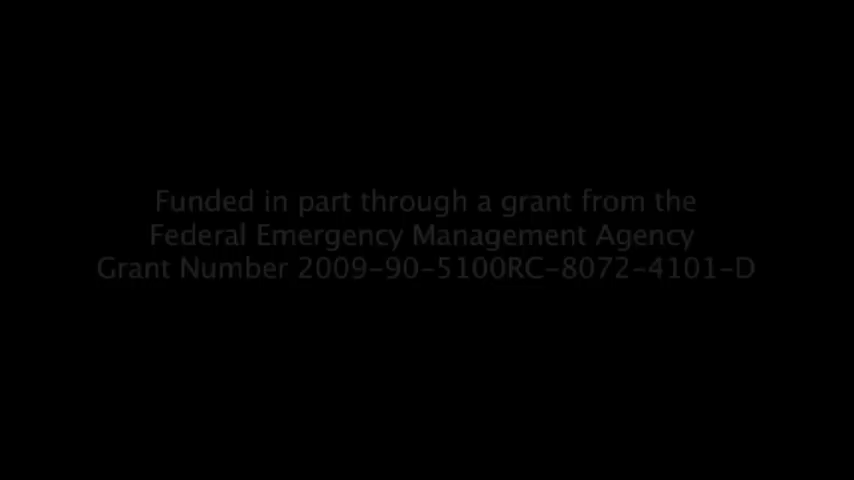 Funded in part through a grant from the
Federal Emergency Management Agency
Grant Number 2009-90-5100RC-8072-4101-D